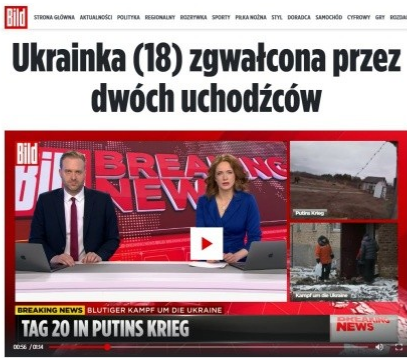 Bild STRONA GŁÓWNA AKTUALNOŚCI POLITYKA REGIONALNY ROZRYWKA SPORTY PIŁKA NOŻNA STYL DORADCA SAMOCHÓD CYFROWY GRY
Ukrainka (18) zgwałcona przez
dwóch uchodźców
Bild
Bild
BREAKING
NEWS
Putins Krieg
Kampf um die Ukraine
BREAKING NEWS BLUTIGER KAMPF UM DIE UKRAINE
TAG 20 IN PUTINS KRIEG
BREAKING
NEWS
00:56 / 01:14